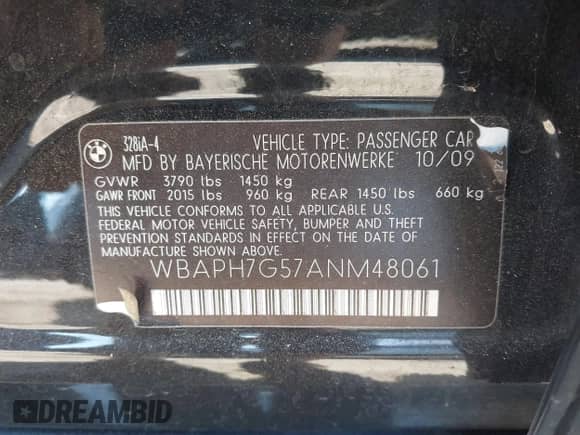 BMW
328iA-4
VEHICLE TYPE: PASSENGER CAR
MFD BY BAYERISCHE MOTORENWERKE 10/09
GVWR 3790 lbs 1450 kg
GAWR FRONT 2015 lbs 960 kg REAR 1450 lbs 660 kg
THIS VEHICLE CONFORMS TO ALL APPLICABLE U.S.
FEDERAL MOTOR VEHICLE SAFETY, BUMPER AND THEFT
PREVENTION STANDARDS IN EFFECT ON THE DATE OF
MANUFACTURE SHOWN ABOVE.
WBAPH7G57ANM48061
DREAMBID